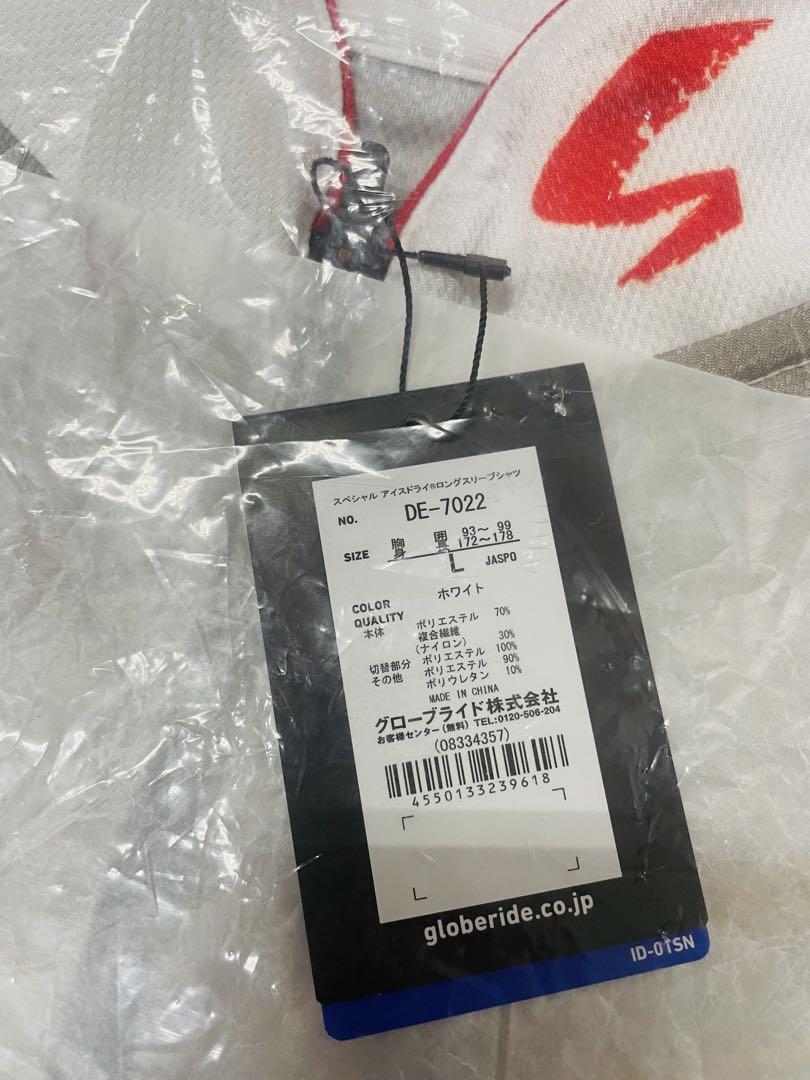 スペシャル アイスドライ®ロングスリーブシャツ
NO. DE-7022
SIZE 胸囲 93〜99
身長 172〜178
L JASPO
COLOR ホワイト
QUALITY
本体 ポリエステル 70%
複合繊維
(ナイロン) 30%
切替部分 ポリエステル 100%
その他 ポリエステル 90%
ポリウレタン 10%
MADE IN CHINA
グローブライド株式会社
お客様センター(無料) TEL:0120-506-204
(08334357)
4550133239618
globeride.co.jp
ID-01SN